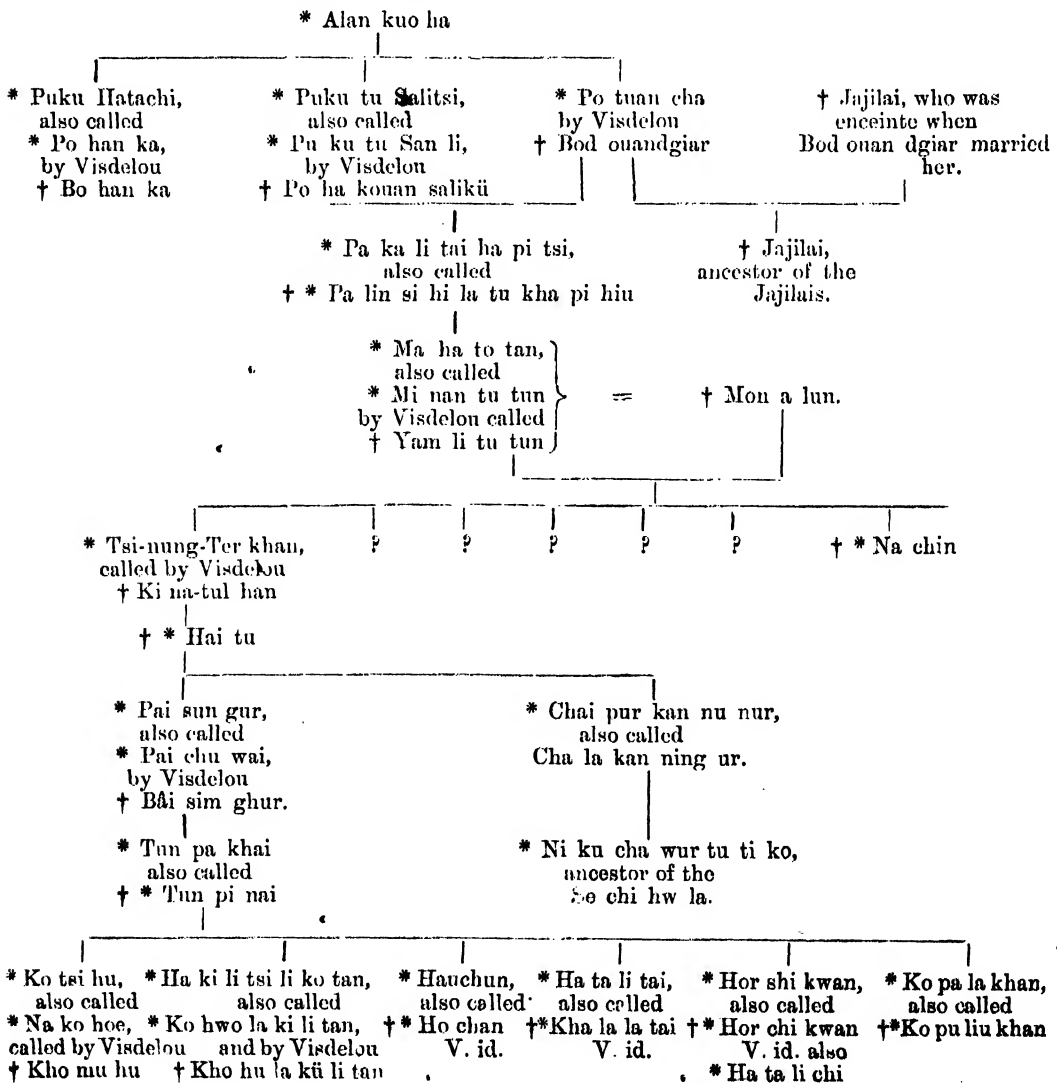 * Alan kuo ha
* Puku Hatachi, * Puku tu Salitsi, * Po tuan cha † Jajilai, who was
also called also called by Visdelou enceinte when
* Po han ka, * Pu ku tu San li, † Bod ouandgiar Bod ouan dgiar married
by Visdelou by Visdelou her.
† Bo han ka † Po ha kouan salikü
* Pa ka li tai ha pi tsi, † Jajilai,
also called ancestor of the
† * Pa lin si hi la tu kha pi hiu Jajilais.
* Ma ha to tan,
also called
* Mi nan tu tun = † Mon a lun.
by Visdelou called
† Yam li tu tun
* Tsi-nung-Ter khan, ? ? ? ? ? † * Na chin
called by Visdelou
† Ki na-tul han
† * Hai tu
* Pai sun gur, * Chai pur kan nu nur,
also called also called
* Pai chu wai, Cha la kan ning ur.
by Visdelou
† Bâi sim ghur.
* Tun pa khai * Ni ku cha wur tu ti ko,
also called ancestor of the
† * Tun pi nai Se chi hw la.
* Ko tsi hu, * Ha ki li tsi li ko tan, * Hauchun, * Ha ta li tai, * Hor shi kwan, * Ko pa la khan,
also called also called also called also called also called also called
* Na ko hoe, * Ko hwo la ki li tan, † * Ho chan †*Kha la la tai † * Hor chi kwan †*Ko pu liu khan
called by Visdelou and by Visdelou V. id. V. id. V. id. also
† Kho mu hu † Kho hu la kü li tan * Ha ta li chi